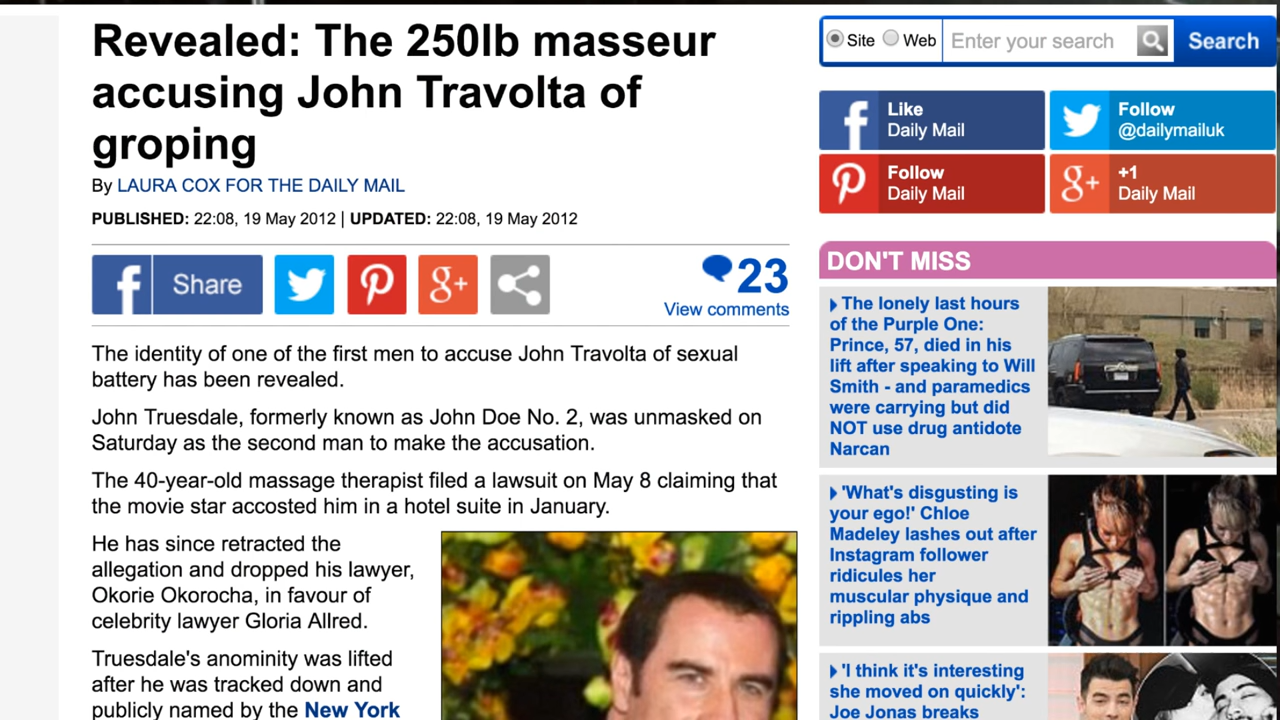 Revealed: The 250lb masseur
accusing John Travolta of
groping
By LAURA COX FOR THE DAILY MAIL
PUBLISHED: 22:08, 19 May 2012 | UPDATED: 22:08, 19 May 2012
Share
23
View comments
The identity of one of the first men to accuse John Travolta of sexual
battery has been revealed.
John Truesdale, formerly known as John Doe No. 2, was unmasked on
Saturday as the second man to make the accusation.
The 40-year-old massage therapist filed a lawsuit on May 8 claiming that
the movie star accosted him in a hotel suite in January.
He has since retracted the
allegation and dropped his lawyer,
Okorie Okorocha, in favour of
celebrity lawyer Gloria Allred.
Truesdale's anominity was lifted
after he was tracked down and
publicly named by the New York
Site Web Enter your search Search
Like
Daily Mail
Follow
@dailymailuk
Follow
Daily Mail
+1
Daily Mail
DON'T MISS
The lonely last hours
of the Purple One:
Prince, 57, died in his
lift after speaking to Will
Smith - and paramedics
were carrying but did
NOT use drug antidote
Narcan
'What's disgusting is
your ego!' Chloe
Madeley lashes out after
Instagram follower
ridicules her
muscular physique and
rippling abs
'I think it's interesting
she moved on quickly':
Joe Jonas breaks